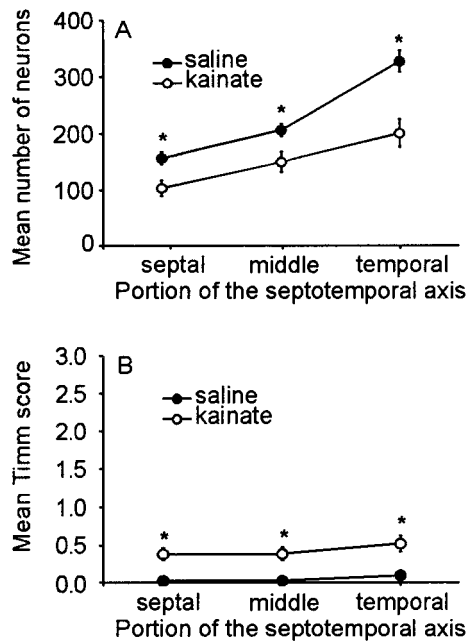 A
saline
kainate
Mean number of neurons
400
300
200
100
0
*
*
*
septal middle temporal
Portion of the septotemporal axis
B
saline
kainate
Mean Timm score
3.0
2.5
2.0
1.5
1.0
0.5
0.0
*
*
*
septal middle temporal
Portion of the septotemporal axis